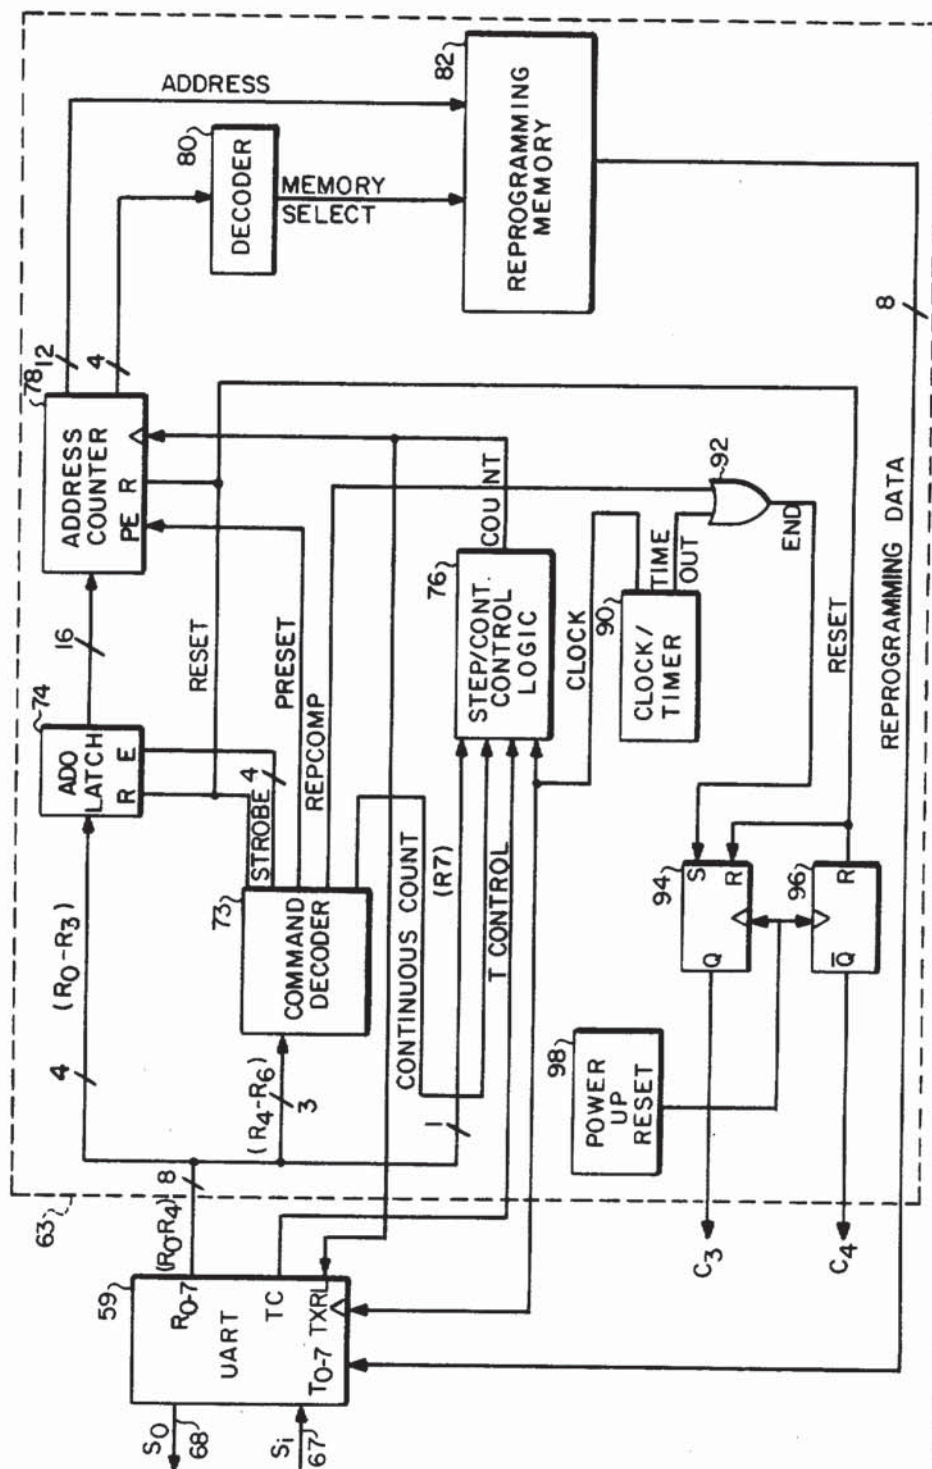 S0
68
Si
67
59
R0-7
UART
TC
T0-7 TXRL
63
(R0-R4)
8
4
(R0-R3)
(R4-R6)
3
1
73
COMMAND
DECODER
74
ADO
LATCH
R E
16
STROBE
4
RESET
PRESET
REPCOMP
CONTINUOUS COUNT
(R7)
T CONTROL
78
ADDRESS
COUNTER
PE R
12
4
ADDRESS
80
DECODER
MEMORY
SELECT
82
REPROGRAMMING
MEMORY
76
STEP/CONT.
CONTROL
LOGIC
COUNT
CLOCK
90
CLOCK/
TIMER
TIME
OUT
92
END
94
S
R
Q
96
R
Q̅
98
POWER
UP
RESET
RESET
REPROGRAMMING DATA
8
C3
C4